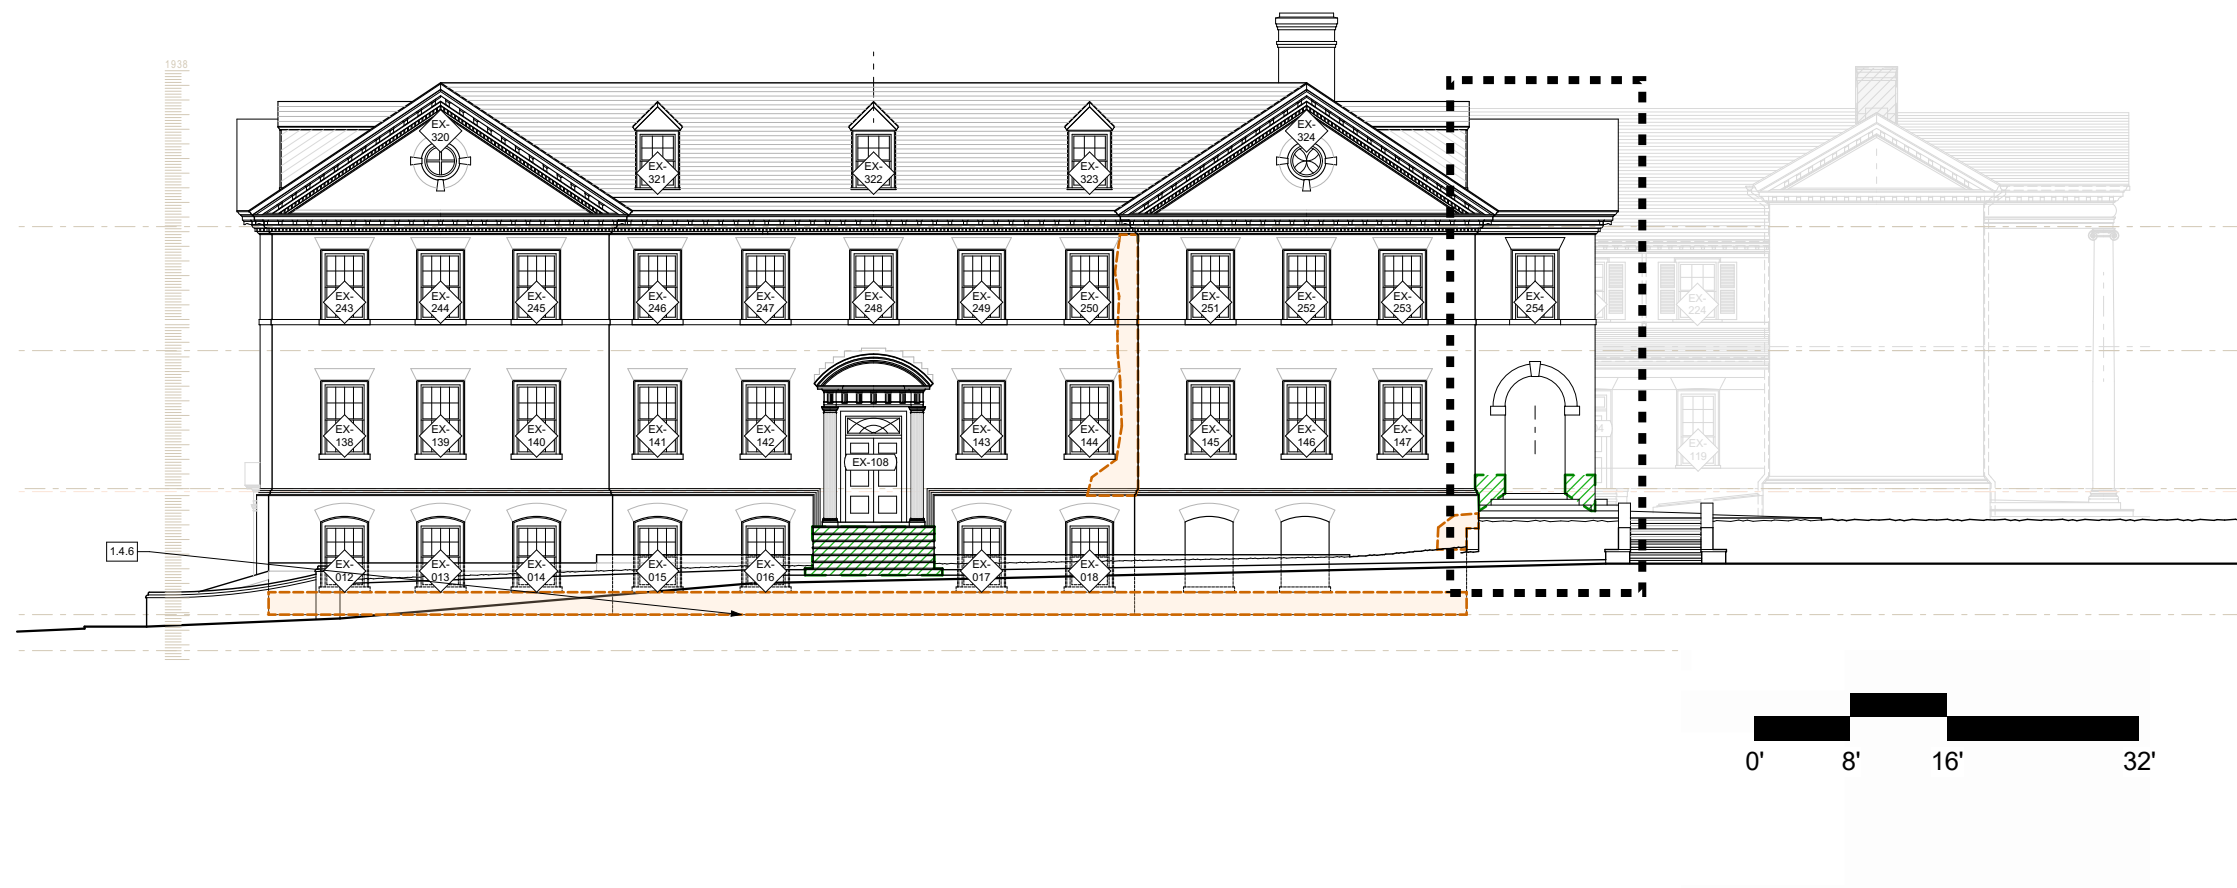 1938
EX-
320
EX-
324
EX-
321
EX-
322
EX-
323
EX-
243
EX-
244
EX-
245
EX-
246
EX-
247
EX-
248
EX-
249
EX-
250
EX-
251
EX-
252
EX-
253
EX-
254
EX-
224
EX-
138
EX-
139
EX-
140
EX-
141
EX-
142
EX-108
EX-
143
EX-
144
EX-
145
EX-
146
EX-
147
EX-
119
1.4.6
EX-
012
EX-
013
EX-
014
EX-
015
EX-
016
EX-
017
EX-
018
0' 8' 16' 32'